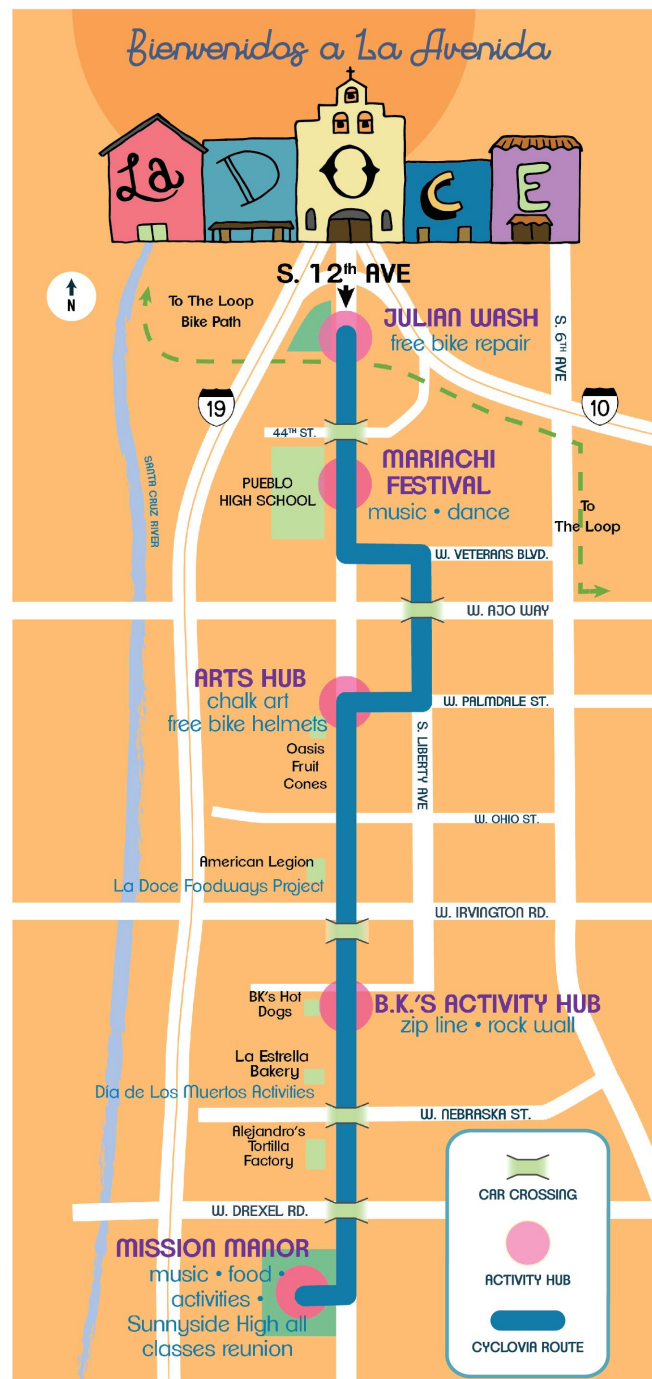 Bienvenidos a La Avenida
La DOCE
S. 12th AVE
N
To The Loop
Bike Path
JULIAN WASH
free bike repair
S. 6TH AVE
19
10
44TH ST.
SANTA CRUZ RIVER
PUEBLO
HIGH SCHOOL
MARIACHI
FESTIVAL
music • dance
To
The Loop
W. VETERANS BLVD.
W. AJO WAY
ARTS HUB
chalk art
free bike helmets
W. PALMDALE ST.
Oasis
Fruit
Cones
S. LIBERTY AVE
W. OHIO ST.
American Legion
La Doce Foodways Project
W. IRVINGTON RD.
BK's Hot
Dogs
B.K.'S ACTIVITY HUB
zip line • rock wall
La Estrella
Bakery
Día de Los Muertos Activities
W. NEBRASKA ST.
Alejandro's
Tortilla
Factory
W. DREXEL RD.
MISSION MANOR
music • food •
activities •
Sunnyside High all
classes reunion
CAR CROSSING
ACTIVITY HUB
CYCLOVIA ROUTE